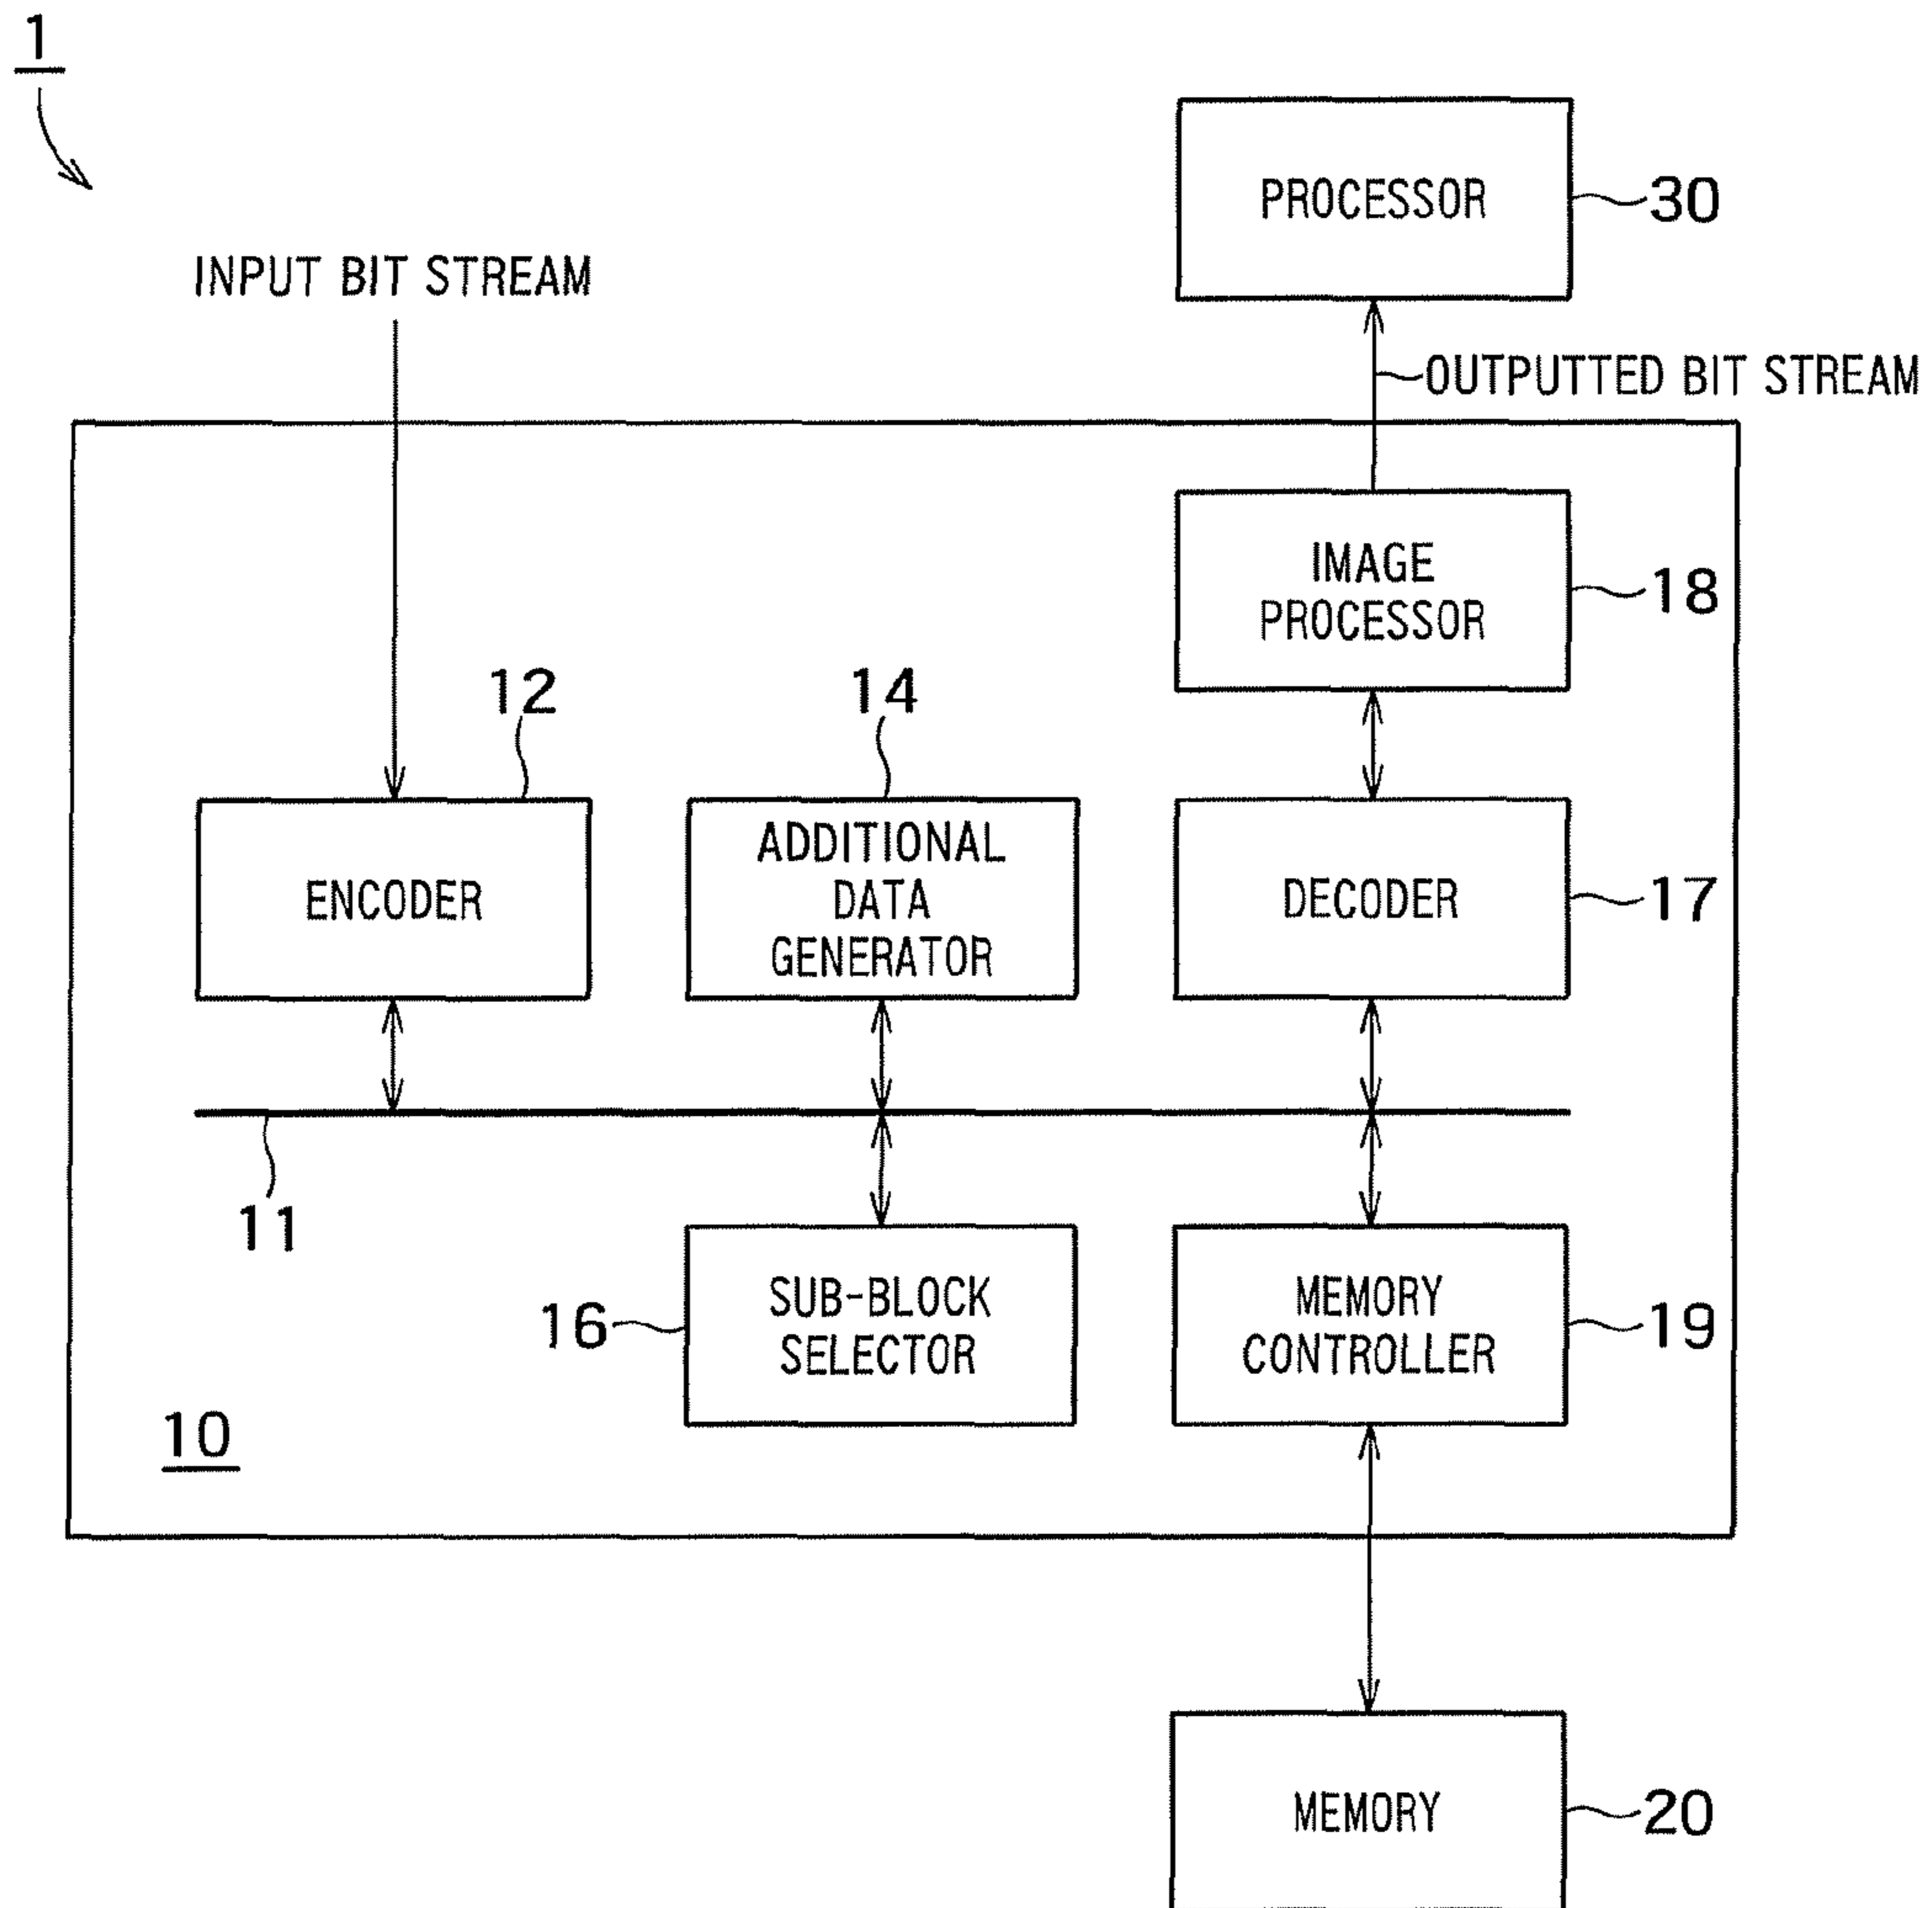 1
PROCESSOR
30
INPUT BIT STREAM
OUTPUTTED BIT STREAM
IMAGE
PROCESSOR
18
12
14
ENCODER
ADDITIONAL
DATA
GENERATOR
DECODER
17
11
16
SUB-BLOCK
SELECTOR
MEMORY
CONTROLLER
19
10
MEMORY
20